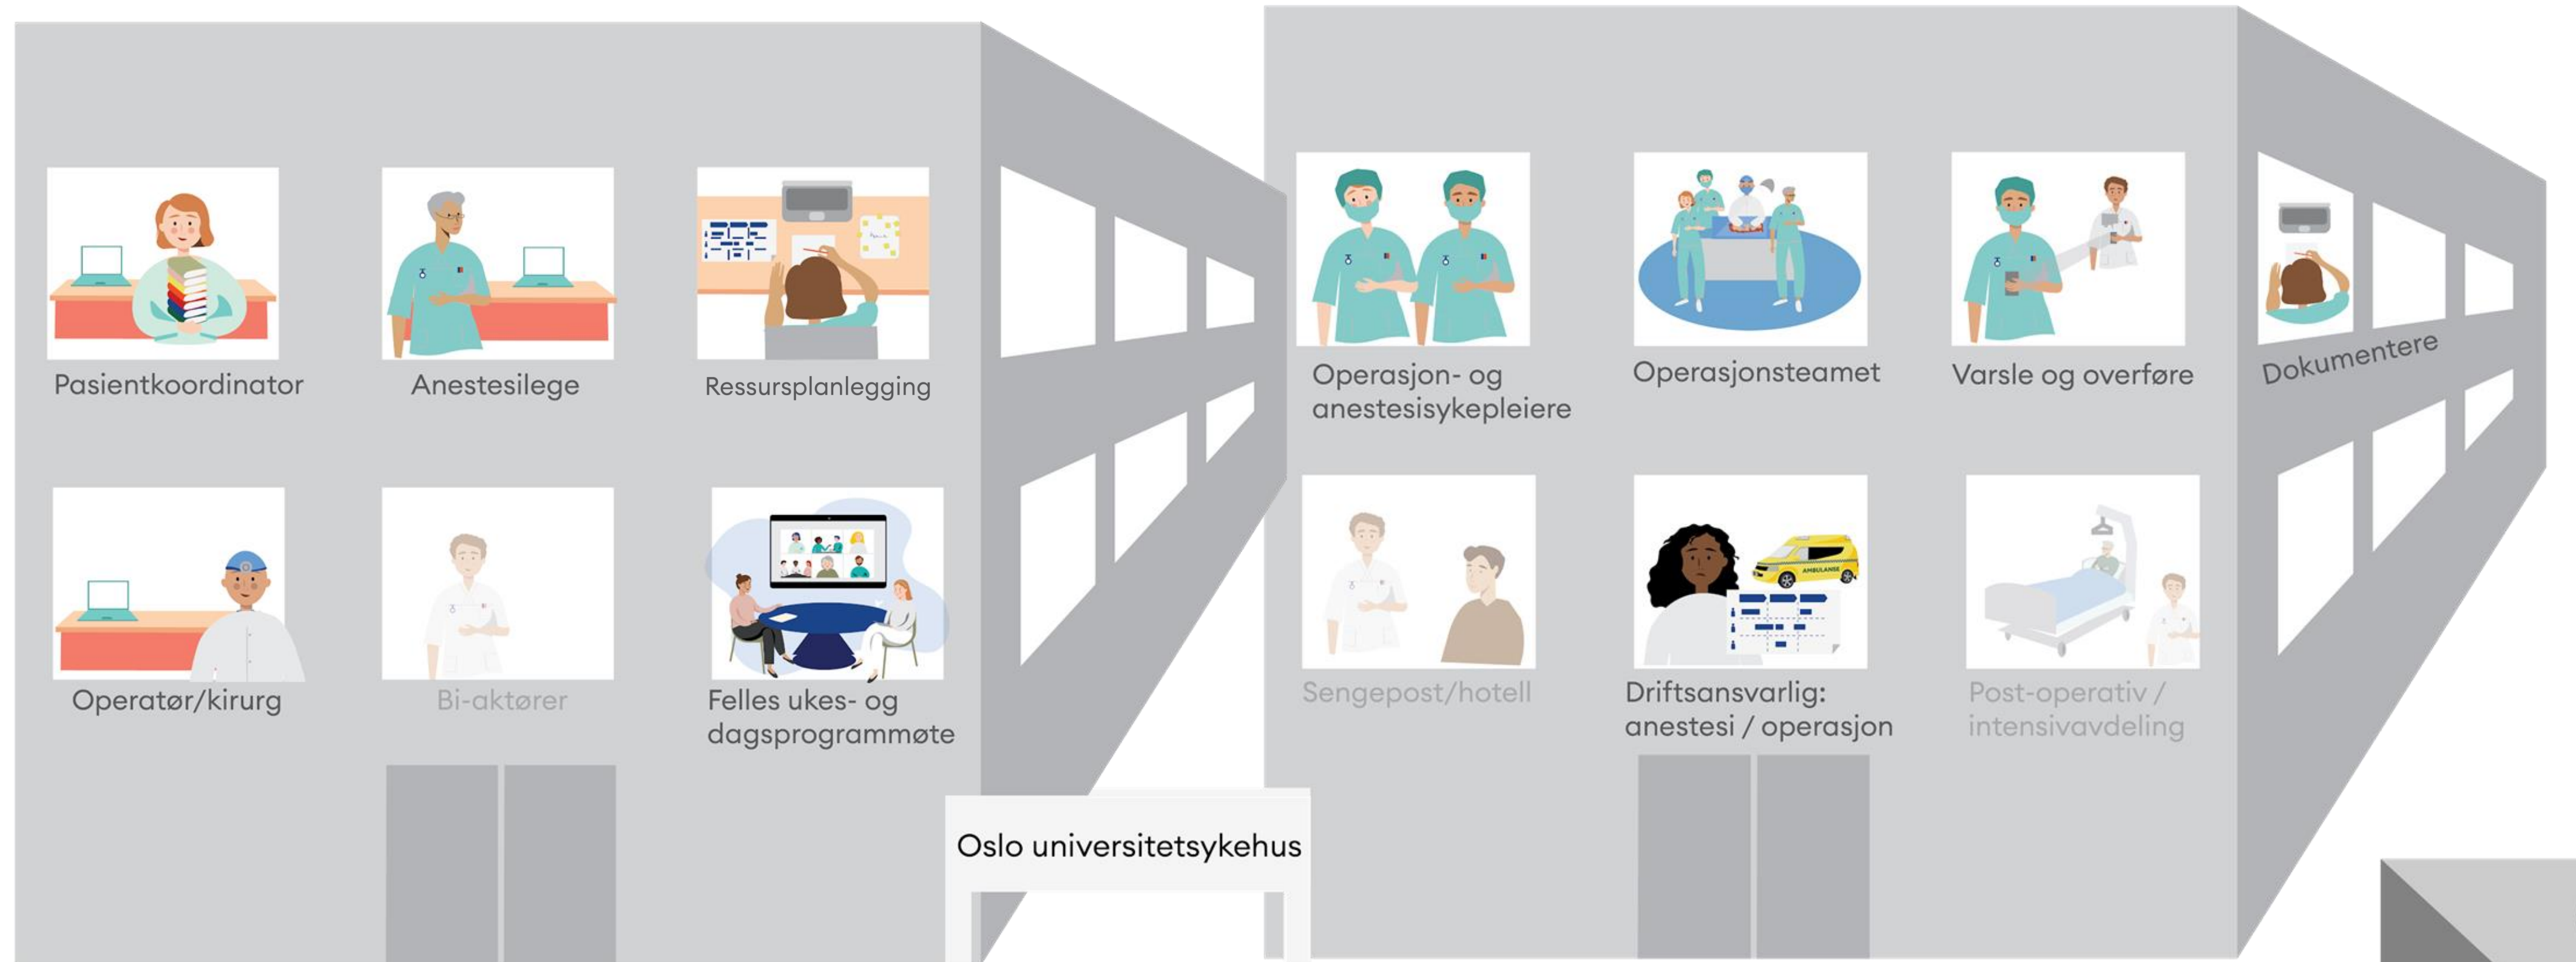 Pasientkoordinator
Anestesilege
Ressursplanlegging
Operatør/kirurg
Bi-aktører
Felles ukes- og
dagsprogrammøte
Oslo universitetsykehus
Operasjon- og
anestesisykepleiere
Operasjonsteamet
Varsle og overføre
Dokumentere
Sengepost/hotell
Driftsansvarlig:
anestesi / operasjon
AMBULANSE
Post-operativ /
intensivavdeling